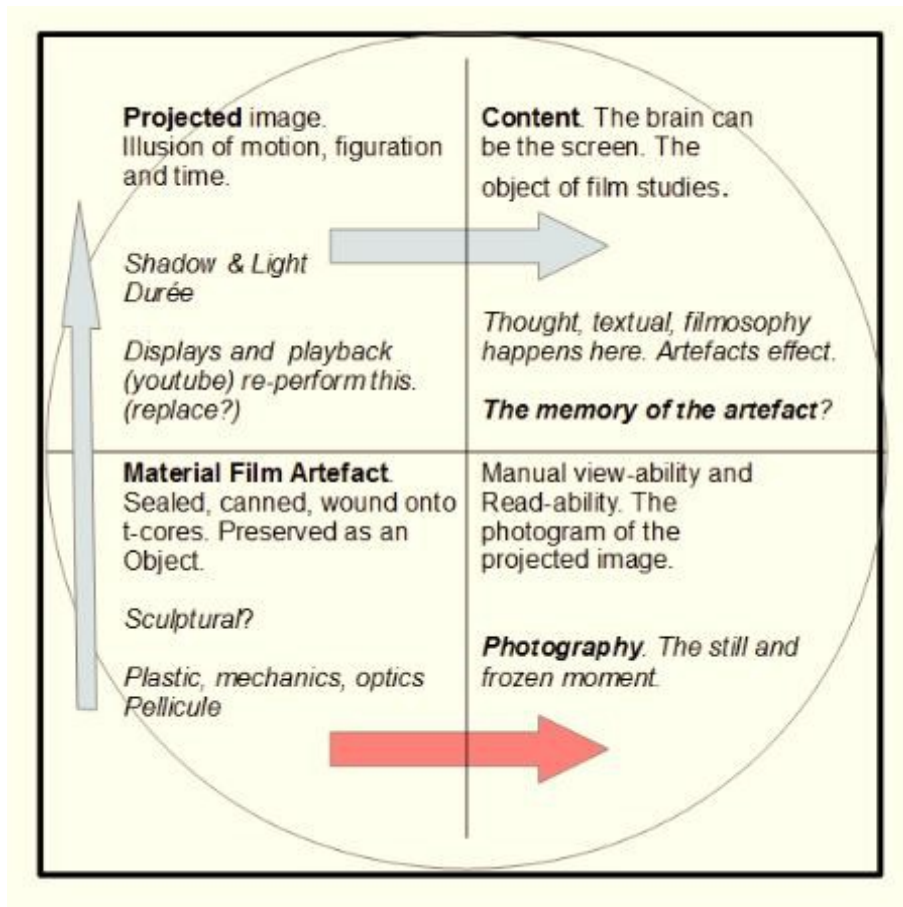 Projected image.
Illusion of motion, figuration
and time.
Shadow & Light
Durée
Displays and playback
(youtube) re-perform this.
(replace?)
Content. The brain can
be the screen. The
object of film studies.
Thought, textual, filmosophy
happens here. Artefacts effect.
The memory of the artefact?
Material Film Artefact.
Sealed, canned, wound onto
t-cores. Preserved as an
Object.
Sculptural?
Plastic, mechanics, optics
Pellicule
Manual view-ability and
Read-ability. The
photogram of the
projected image.
Photography. The still and
frozen moment.